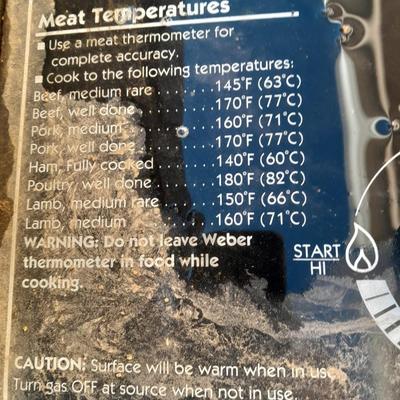 Meat Temperatures
■ Use a meat thermometer for
complete accuracy.
■ Cook to the following temperatures:
Beef, medium rare ........145°F (63°C)
Beef, well done ..........170°F (77°C)
Pork, medium .............160°F (71°C)
Pork, well done ..........170°F (77°C)
Ham, Fully cooked ........140°F (60°C)
Poultry, well done .......180°F (82°C)
Lamb, medium rare ........150°F (66°C)
Lamb, medium .............160°F (71°C)
WARNING: Do not leave Weber
thermometer in food while
cooking.
START
HI
CAUTION: Surface will be warm when in use.
Turn gas OFF at source when not in use.